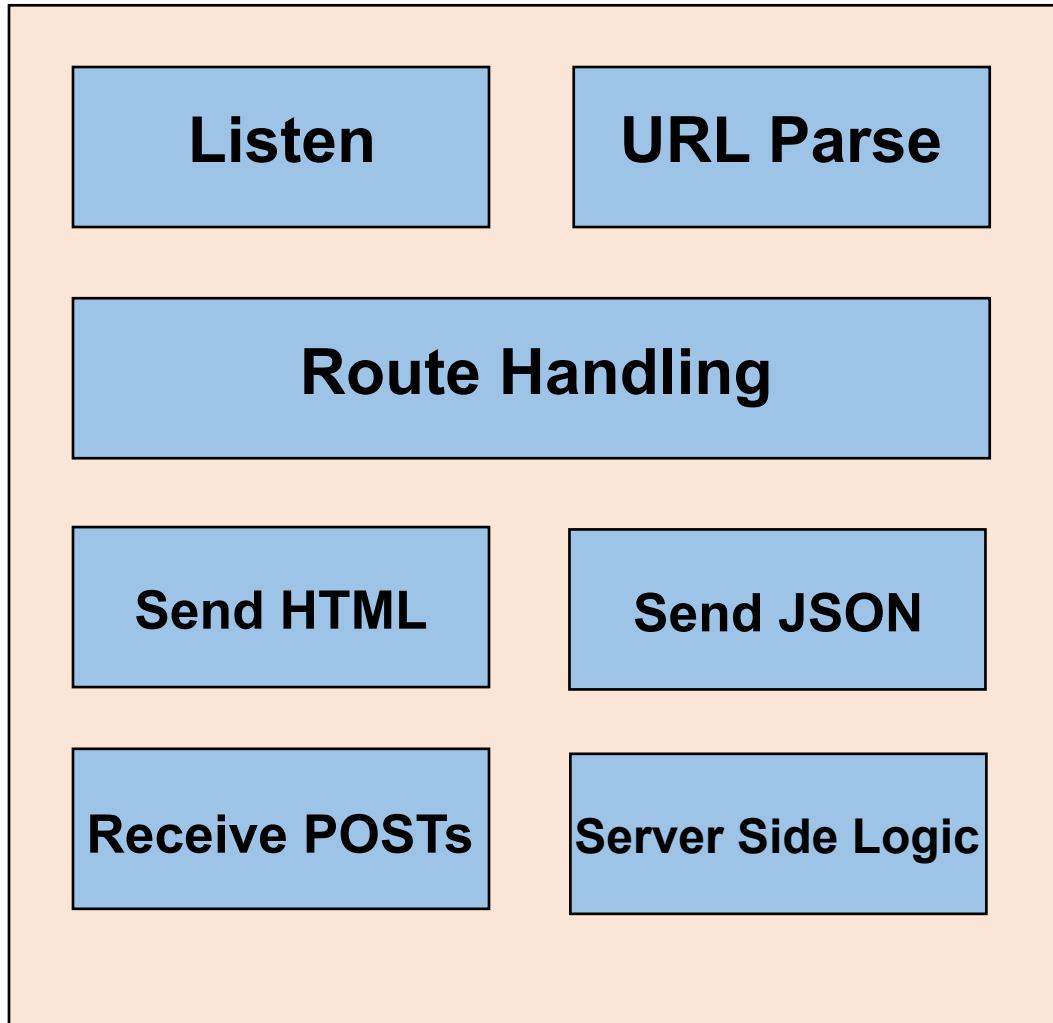 Listen
URL Parse
Route Handling
Send HTML
Send JSON
Receive POSTs
Server Side Logic